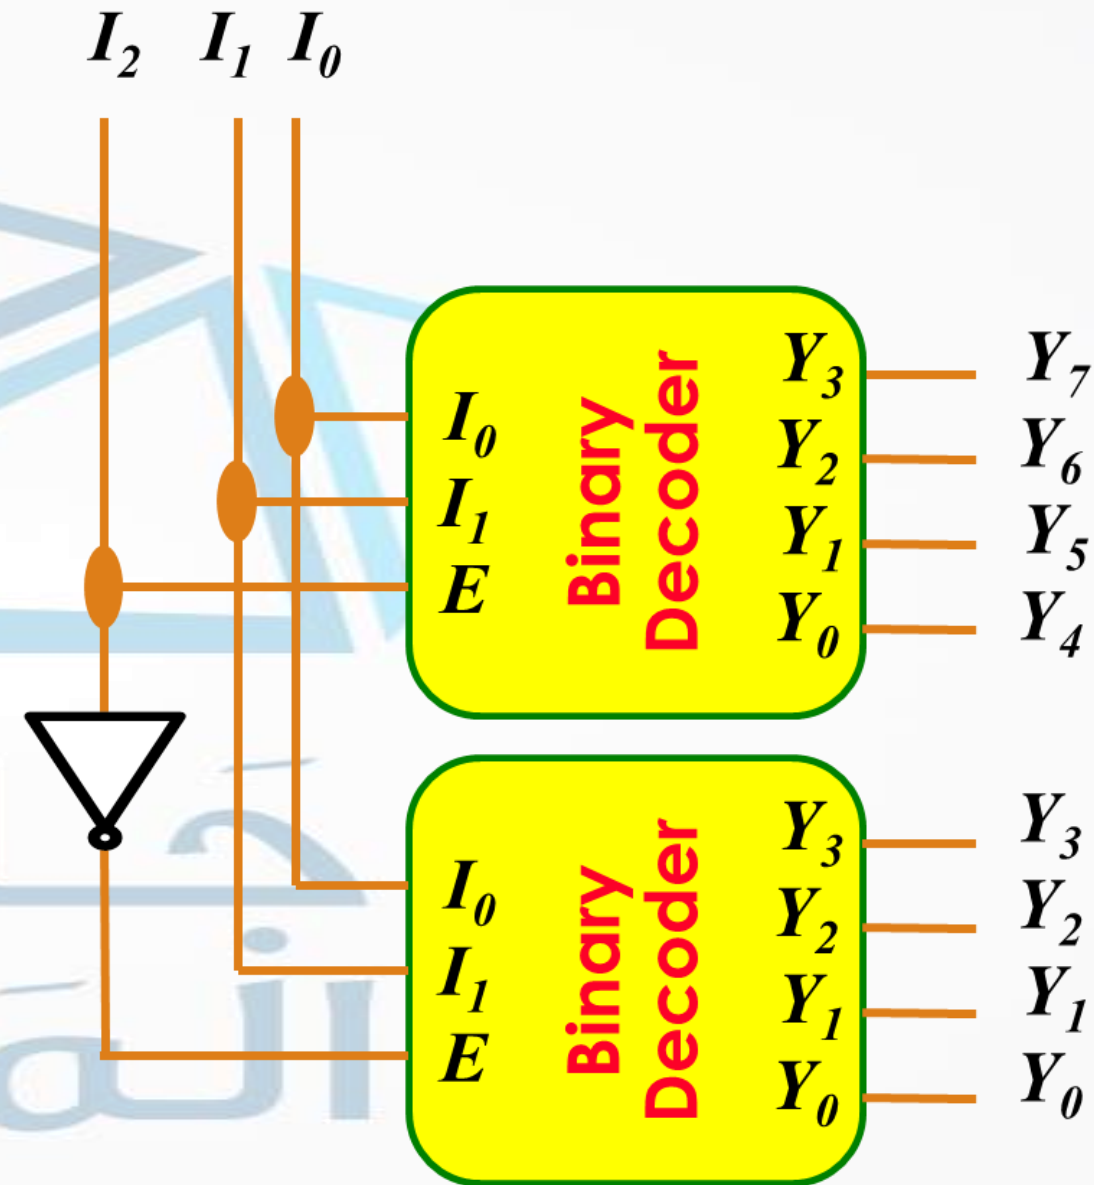 I₂ I₁ I₀
I₀
I₁
E
Binary
Decoder
Y₃
Y₂
Y₁
Y₀
Y₇
Y₆
Y₅
Y₄
I₀
I₁
E
Binary
Decoder
Y₃
Y₂
Y₁
Y₀
Y₃
Y₂
Y₁
Y₀